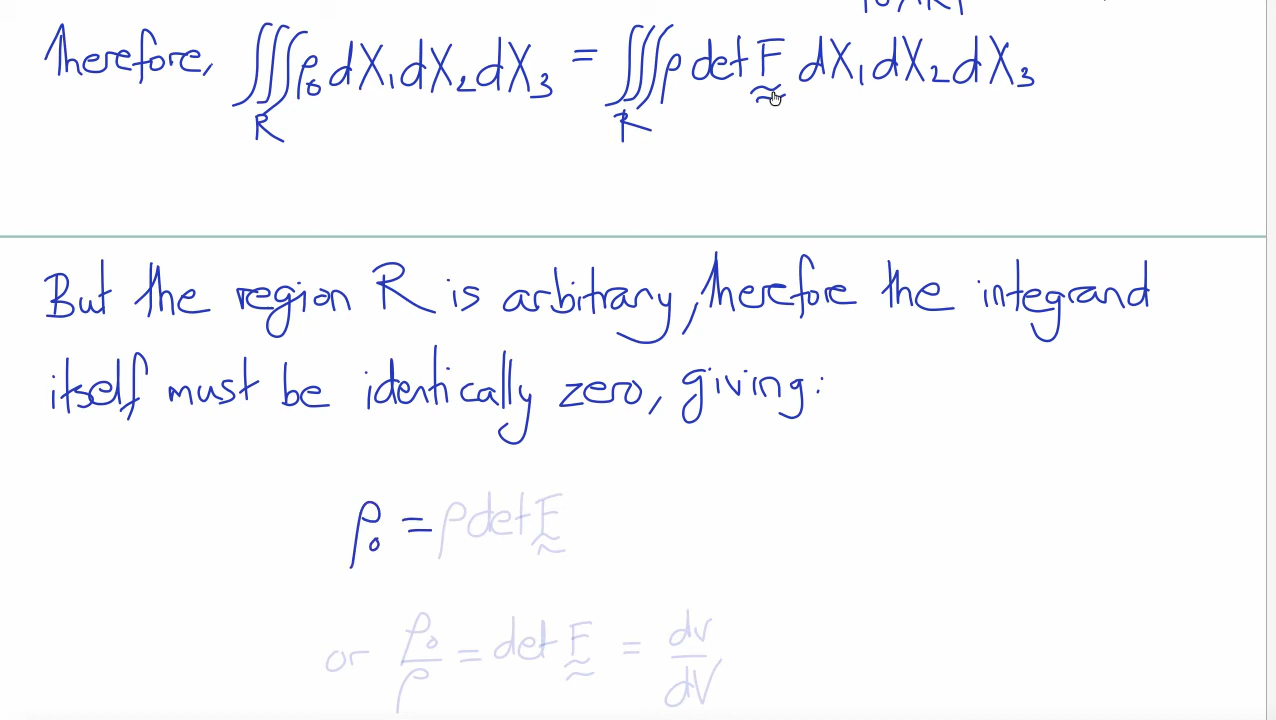 Therefore, ∭_R ρ₀ dX₁dX₂dX₃ = ∭_R ρ det F̰̰ dX₁dX₂dX₃
But the region R is arbitrary, therefore the integrand
itself must be identically zero, giving:
ρ₀ = ρ det F̰̰
or ρ₀/ρ = det F̰̰ = dv/dV